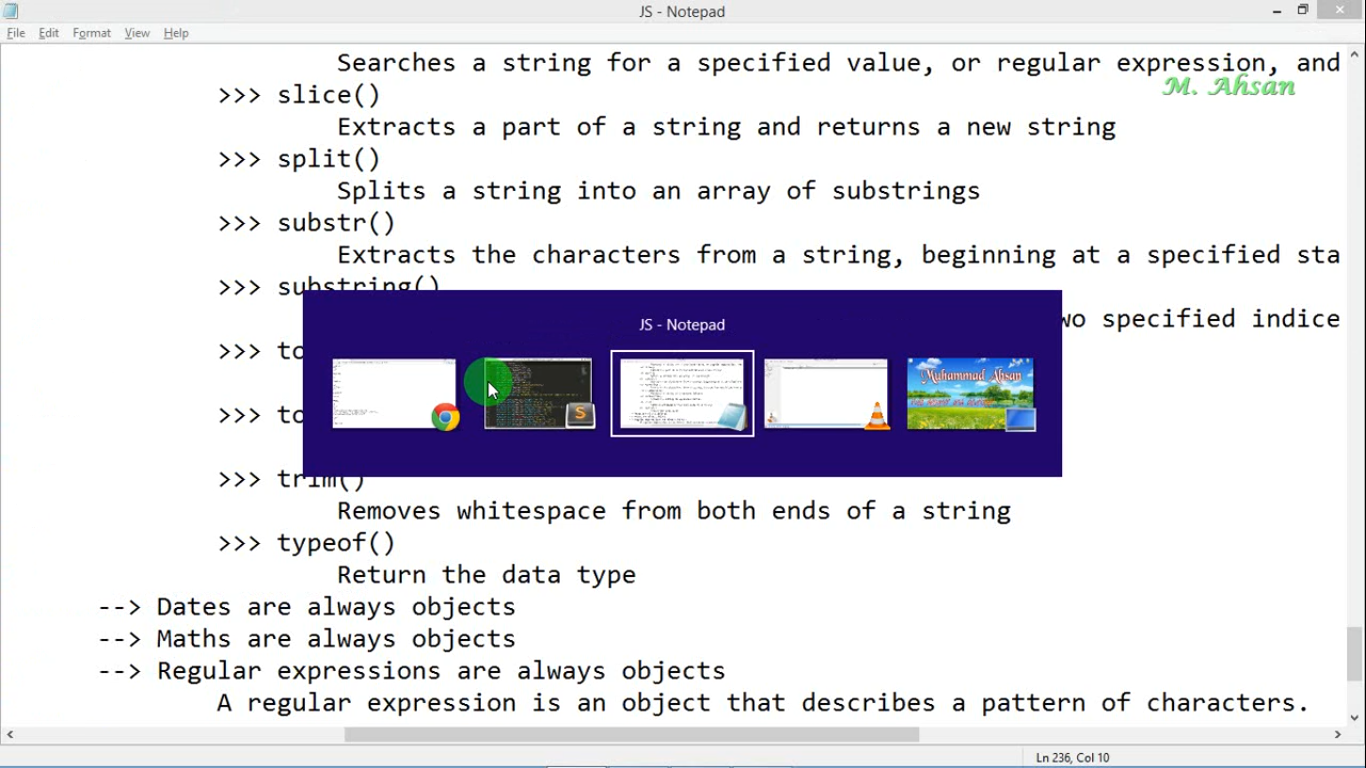 JS - Notepad
File Edit Format View Help
Searches a string for a specified value, or regular expression, and
M. Ahsan
>>> slice()
Extracts a part of a string and returns a new string
>>> split()
Splits a string into an array of substrings
>>> substr()
Extracts the characters from a string, beginning at a specified sta
>>> substring()
wo specified indice
JS - Notepad
>>> to
Muhammad Ahsan
>>> to
>>> trim()
Removes whitespace from both ends of a string
>>> typeof()
Return the data type
--> Dates are always objects
--> Maths are always objects
--> Regular expressions are always objects
A regular expression is an object that describes a pattern of characters.
Ln 236, Col 10